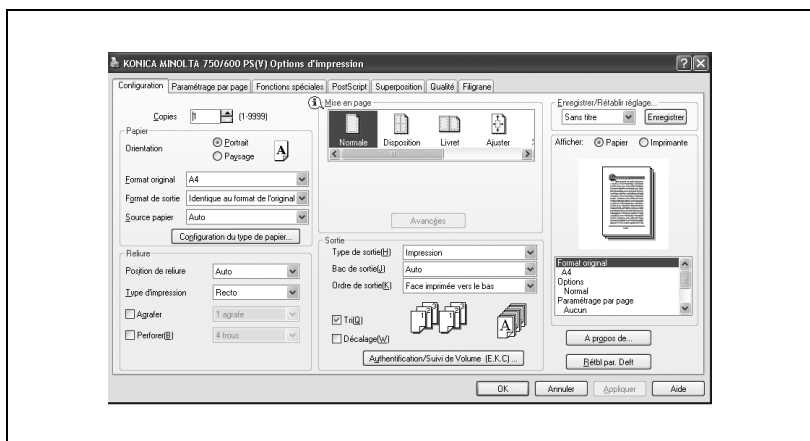 KONICA MINOLTA 750/600 PS(Y) Options d'impression
Configuration Paramétrage par page Fonctions spéciales PostScript Superposition Qualité Filigrane
Copies 1 (1-9999)
Papier
Orientation
Portrait
Paysage
A
Format original A4
Format de sortie Identique au format de l'original
Source papier Auto
Configuration du type de papier...
Reliure
Position de reliure Auto
Type d'impression Recto
Agrafer 1 agrafe
Perforer(B) 4 trous
Mise en page
Normale Disposition Livret Ajuster
Avancées
Sortie
Type de sortie(H) Impression
Bac de sortie(J) Auto
Ordre de sortie(K) Face imprimée vers le bas
Tri(Q)
Décalage(W)
1 2 1 2 1 2
A
Authentification/Suivi de Volume (E.K.C) ...
Enregistrer/Rétablir réglage...
Sans titre Enregistrer
Afficher: Papier Imprimante
Format original
A4
Options
Normal
Paramétrage par page
Aucun
A propos de...
Rétbl par. Deft
OK Annuler Appliquer Aide